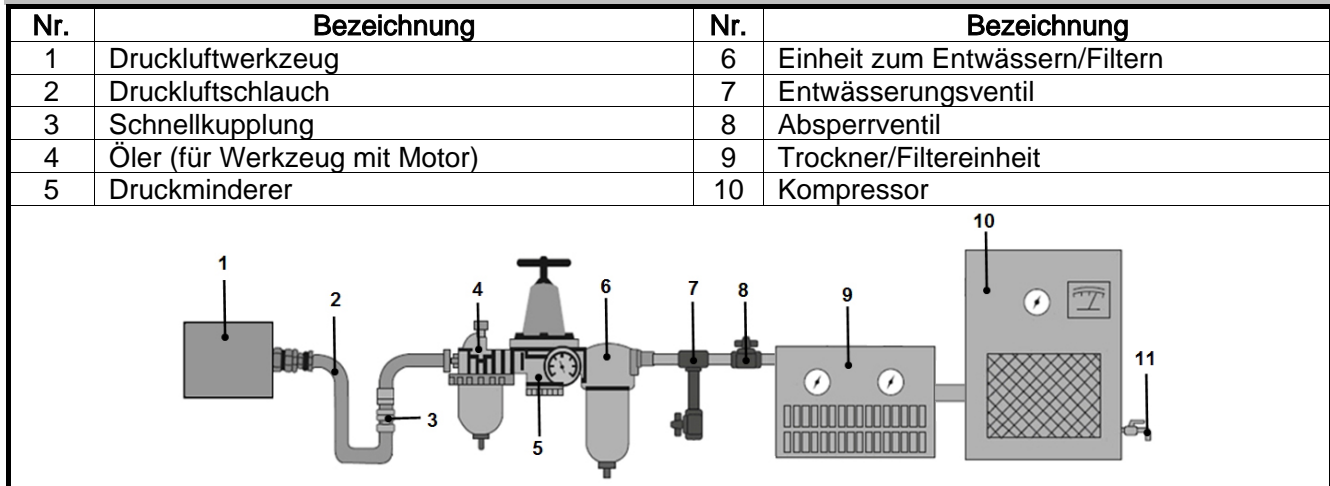 Nr. Bezeichnung Nr. Bezeichnung
1 Druckluftwerkzeug 6 Einheit zum Entwässern/Filtern
2 Druckluftschlauch 7 Entwässerungsventil
3 Schnellkupplung 8 Absperrventil
4 Öler (für Werkzeug mit Motor) 9 Trockner/Filtereinheit
5 Druckminderer 10 Kompressor
10
1
2 4 6 7 8 9
11
3
5